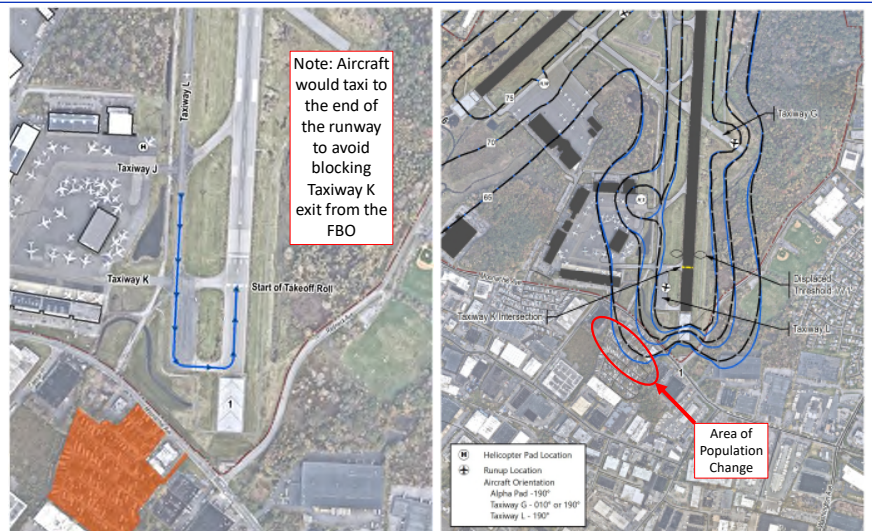 Note: Aircraft
would taxi to
the end of
the runway
to avoid
blocking
Taxiway K
exit from the
FBO
Taxiway L
H
Taxiway J
Taxiway K
Start of Takeoff Roll
1
75
70
65
Taxiway G
Displaced
Taxiway K Intersection
Taxiway L
1
Area of
Population
Change
H Helicopter Pad Location
Runup Location
Aircraft Orientation
Alpha Pad -190°
Taxiway G - 010° or 190°
Taxiway L - 190°